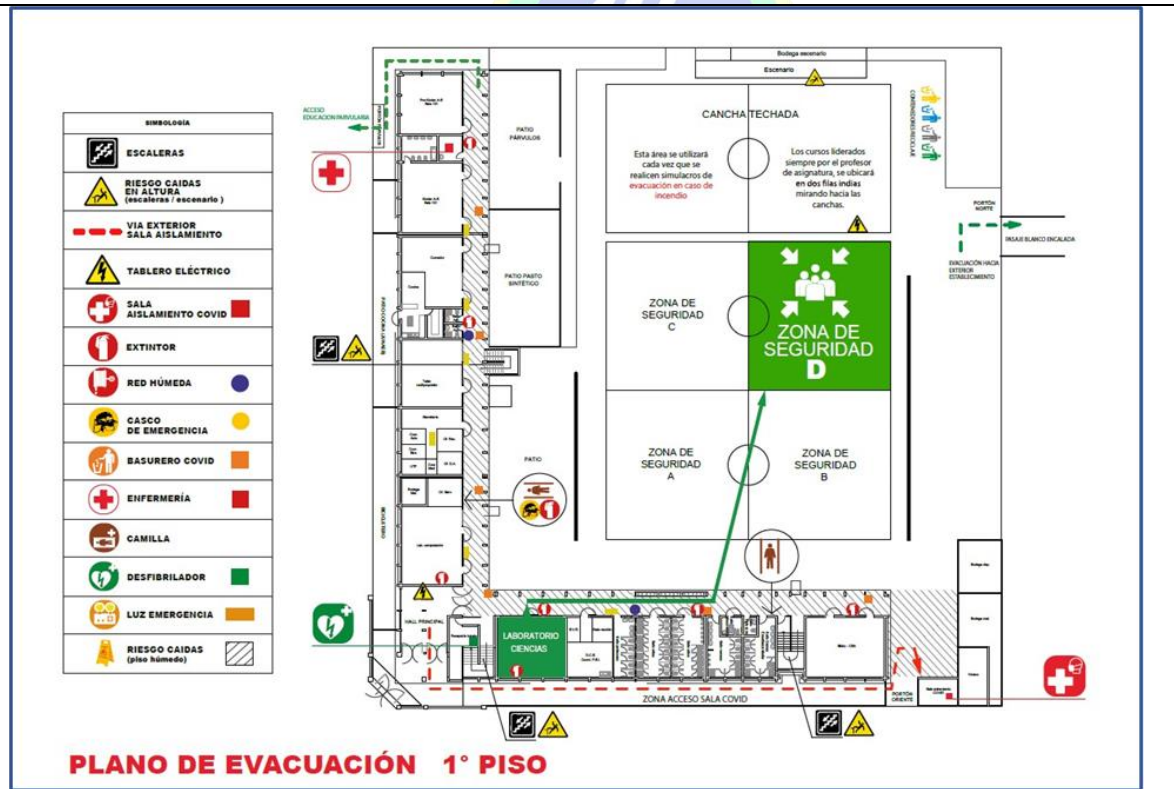 SIMBOLOGÍA
ESCALERAS
RIESGO CAIDAS
EN ALTURA
(escaleras / escenario )
VIA EXTERIOR
SALA AISLAMIENTO
TABLERO ELÉCTRICO
SALA
AISLAMIENTO COVID
EXTINTOR
RED HÚMEDA
CASCO
DE EMERGENCIA
BASURERO COVID
ENFERMERÍA
CAMILLA
DESFIBRILADOR
LUZ EMERGENCIA
RIESGO CAIDAS
(piso húmedo)
ACCESO
EDUCACION PARVULARIA
PATIO
PÁRVULOS
PATIO PASTO
SINTÉTICO
Comedor
Cocina
BICICLETERO
PATIO
HALL PRINCIPAL
Bodega escenario
Escenario
CANCHA TECHADA
Esta área se utilizará
cada vez que se
realicen simulacros de
evacuación en caso de
incendio
Los cursos liderados
siempre por el profesor
de asignatura, se ubicará
en dos filas indias
mirando hacia las
canchas.
CONTENEDORES RECICLAJE
PORTÓN
NORTE
PASAJE BLANCO ENCALADA
EVACUACIÓN HACIA
EXTERIOR
ESTABLECIMIENTO
ZONA DE
SEGURIDAD
C
ZONA DE
SEGURIDAD
D
ZONA DE
SEGURIDAD
A
ZONA DE
SEGURIDAD
B
LABORATORIO
CIENCIAS
ZONA ACCESO SALA COVID
PORTÓN
ORIENTE
PLANO DE EVACUACIÓN 1° PISO